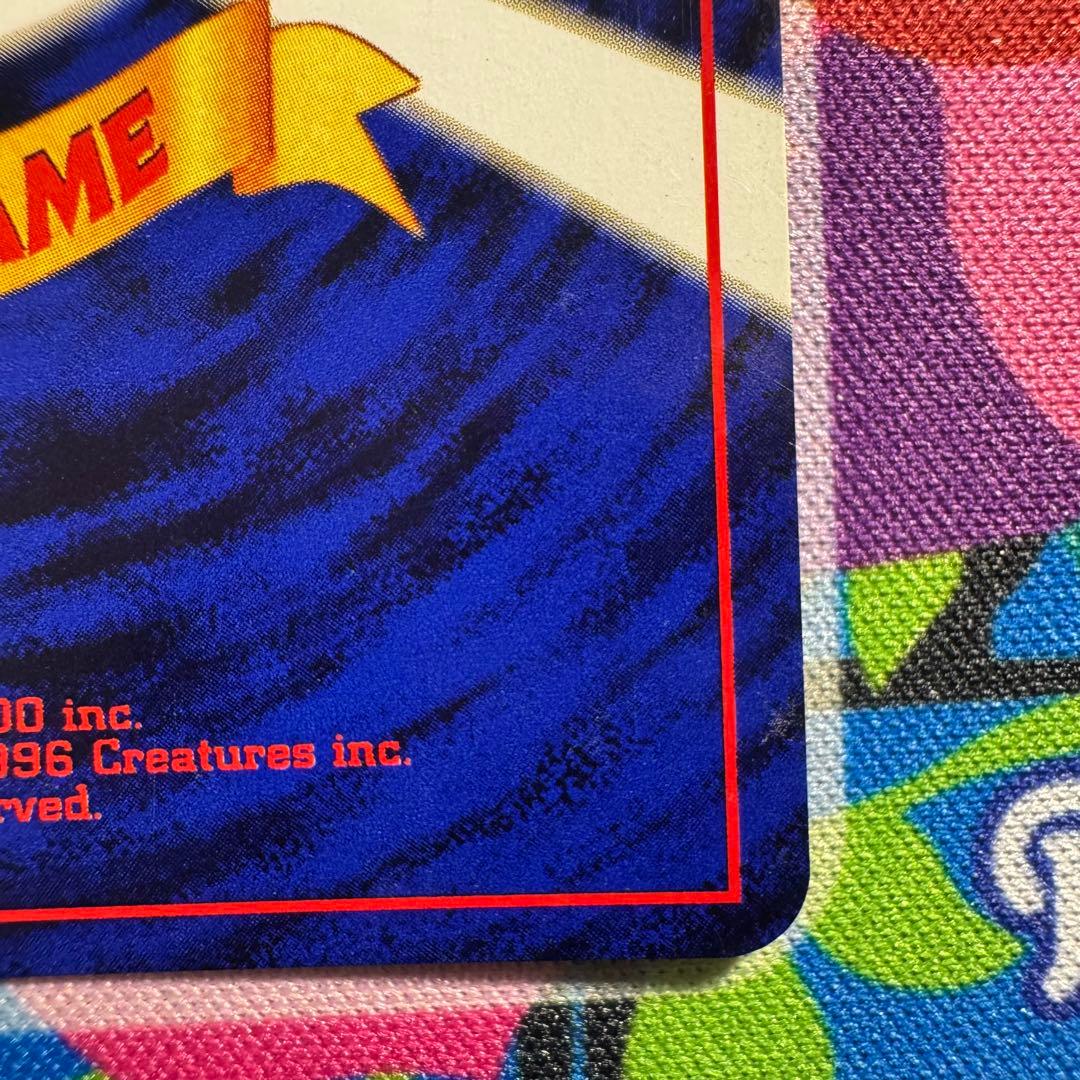 AME
00 inc.
996 Creatures inc.
rved.